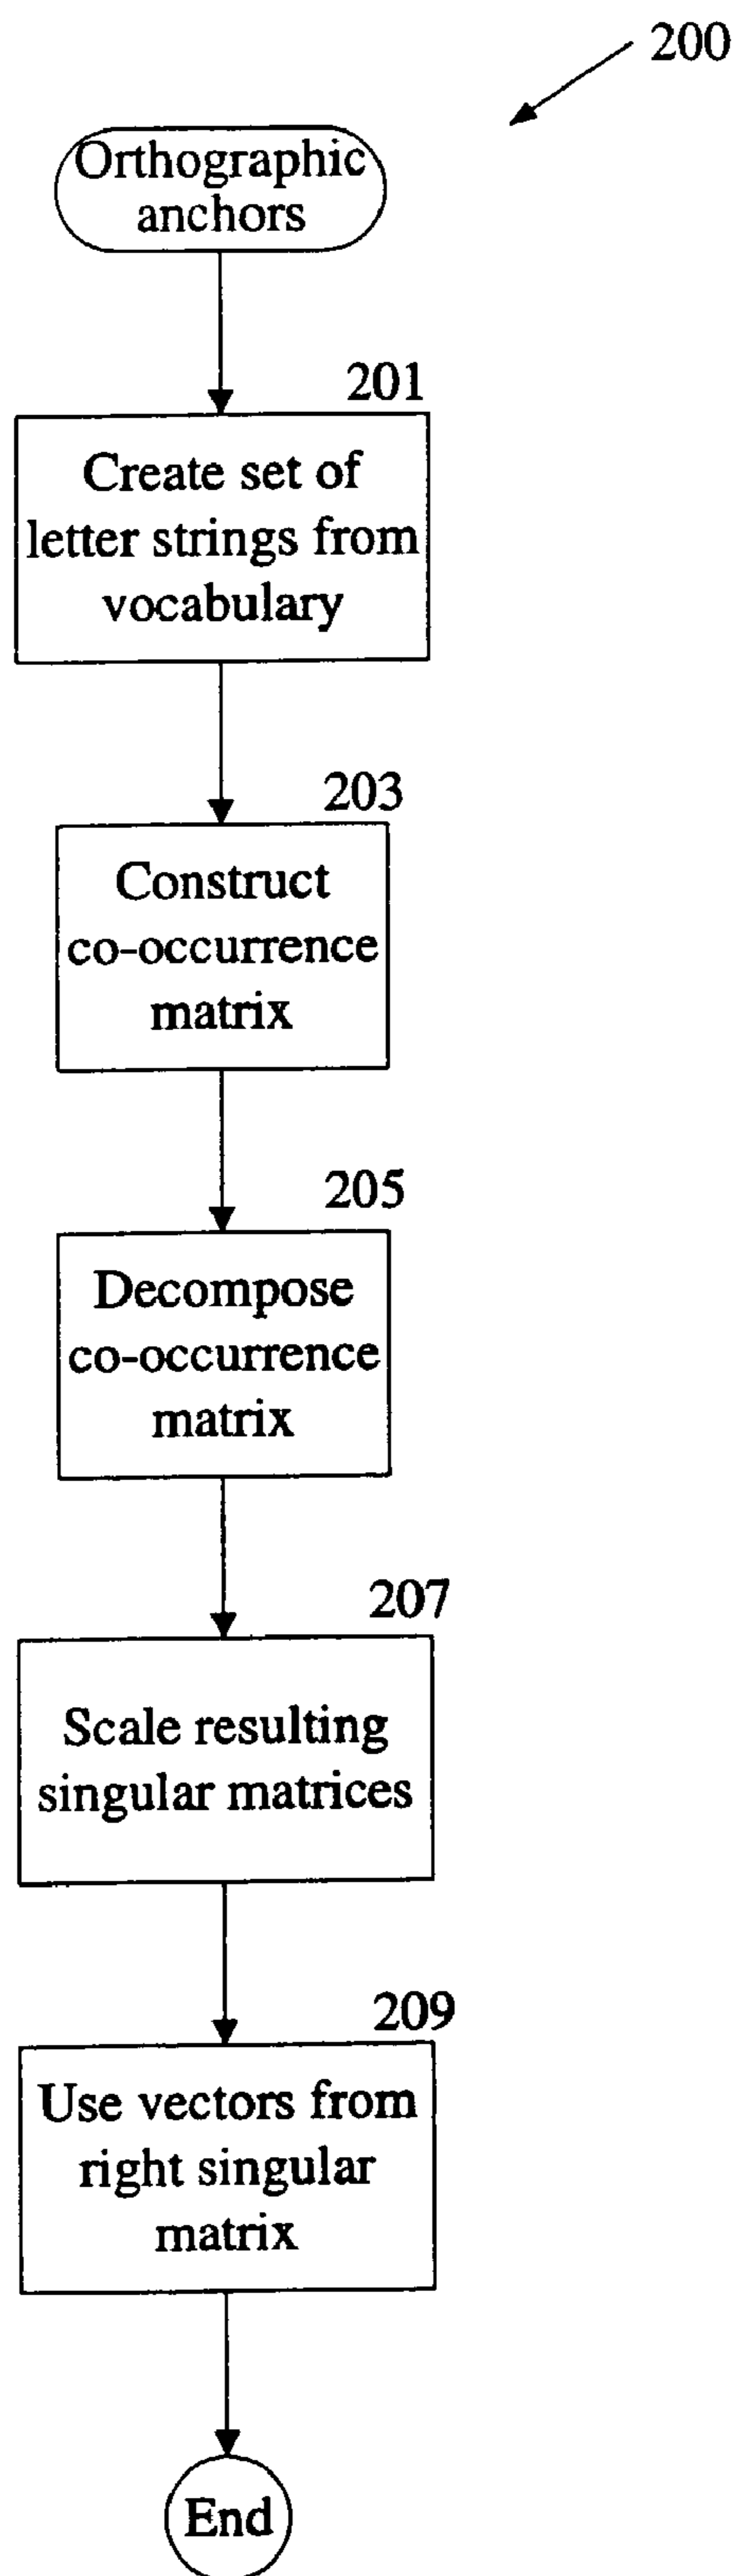 200
Orthographic
anchors
201
Create set of
letter strings from
vocabulary
203
Construct
co-occurrence
matrix
205
Decompose
co-occurrence
matrix
207
Scale resulting
singular matrices
209
Use vectors from
right singular
matrix
End